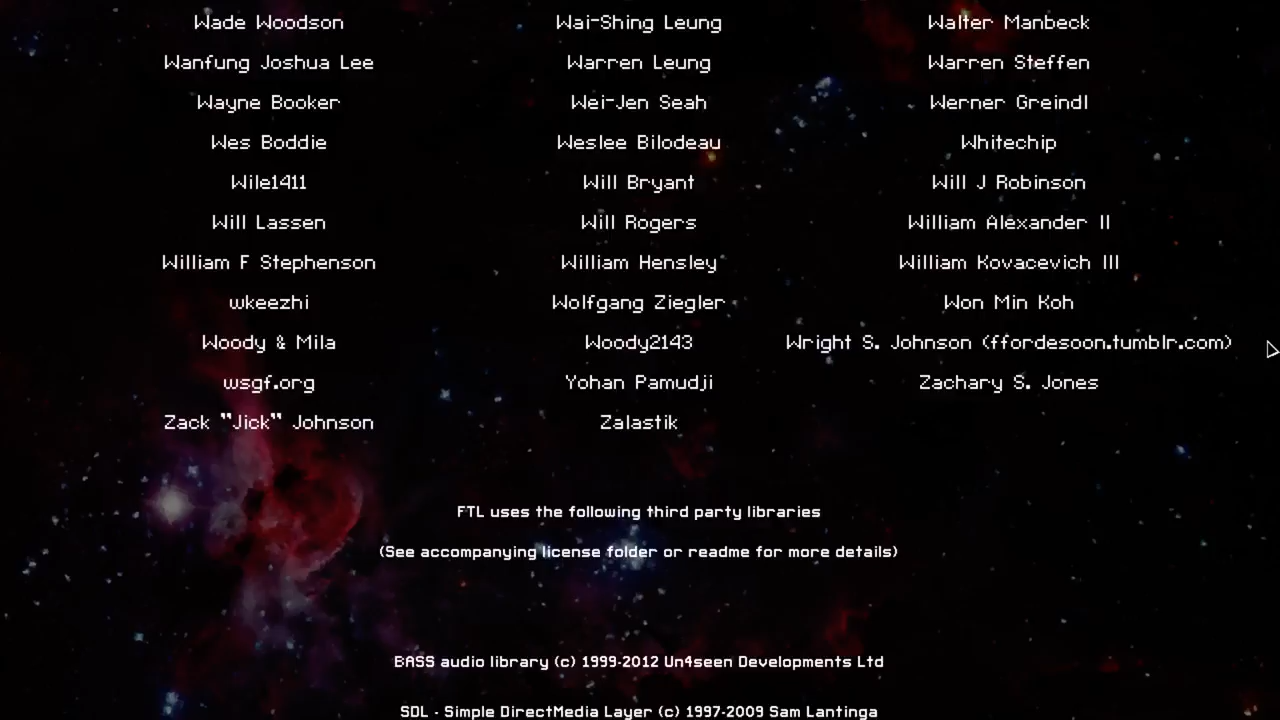 Wade Woodson Wai-Shing Leung Walter Manbeck
Wanfung Joshua Lee Warren Leung Warren Steffen
Wayne Booker Wei-Jen Seah Werner Greindl
Wes Boddie Weslee Bilodeau Whitechip
Wile1411 Will Bryant Will J Robinson
Will Lassen Will Rogers William Alexander II
William F Stephenson William Hensley William Kovacevich III
wkeezhi Wolfgang Ziegler Won Min Koh
Woody & Mila Woody2143 Wright S. Johnson (ffordesoon.tumblr.com)
wsgf.org Yohan Pamudji Zachary S. Jones
Zack "Jick" Johnson Zalastik
FTL uses the following third party libraries
(See accompanying license folder or readme for more details)
BASS audio library (c) 1999-2012 Un4seen Developments Ltd
SDL - Simple DirectMedia Layer (c) 1997-2009 Sam Lantinga